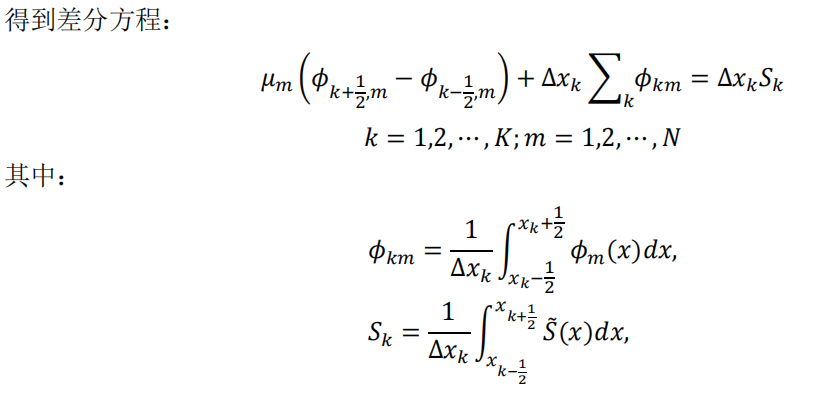 得到差分方程：
μ_m (ϕ_{k+1/2,m} − ϕ_{k−1/2,m}) + Δx_k ∑_k ϕ_{km} = Δx_k S_k
k = 1,2,⋯,K; m = 1,2,⋯,N
其中：
ϕ_{km} = 1/Δx_k ∫_{x_k−1/2}^{x_k+1/2} ϕ_m(x)dx,
S_k = 1/Δx_k ∫_{x_{k−1/2}}^{x_{k+1/2}} S̃(x)dx,